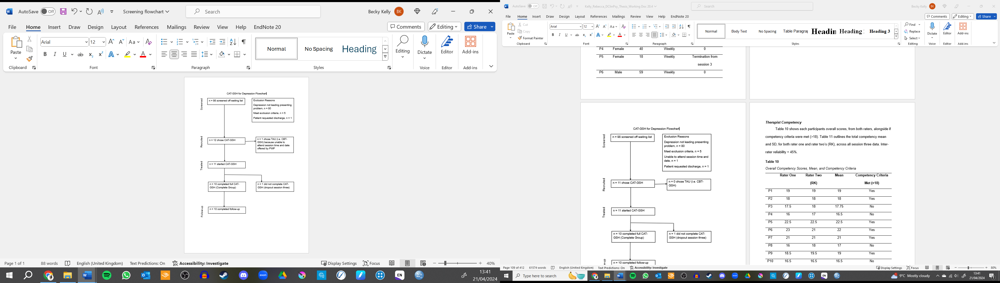 AutoSave Off Screening flowchart Search Becky Kelly BK
File Home Insert Draw Design Layout References Mailings Review View Help EndNote 20 Comments Editing Share
Arial 12 Aa
Paste Normal No Spacing Heading Editing Dictate Editor Add-ins
B I U ab x₂ x² A A
Clipboard Font Paragraph Styles Voice Editor Add-ins
CAT-GSH for Depression Flowchart
Screened
n = 98 screened off waiting list
Exclusion Reasons
Depression not leading presenting
problem, n = 80
Meet exclusion criteria, n = 5
Patient requested discharge, n = 1
Recruited
n = 12 chose CAT-GSH
n = 1 chose TAU (i.e. CBT-
GSH) because unable to
attend session time and date
offered by PWP
Treated
n = 11 started CAT-GSH
n = 10 completed full CAT-
GSH (Complete Group)
n = 1 did not complete CAT-
GSH (dropout session three)
Follow-up
n = 10 completed follow-up
Page 1 of 1 88 words English (United Kingdom) Text Predictions: On Accessibility: Investigate Display Settings Focus 40%
zoom EN
13:41
21/04/2024
AutoSave Off Kelly_Rebecca_DClinPsy_Thesis_Working Doc 20.4 Search Becky Kelly BK
File Home Insert Draw Design Layout References Mailings Review View Help EndNote 20 Comments Editing Share
Paste Cut
Copy
Format Painter
Arial 12 Aa
B I U ab x₂ x² A A
Normal Body Text No Spacing Table Paragrap Headin Heading Heading 3
Find
Replace
Select
Dictate Editor Add-ins
Clipboard Font Paragraph Styles Editing Voice Editor Add-ins
P4 Female 40 Weekly 0
P5 Female 18 Weekly Termination from
session 3
P6 Male 59 Weekly 0
CAT-GSH for Depression Flowchart
Screened
n = 98 screened off waiting list
Exclusion Reasons
Depression not leading presenting
problem, n = 80
Meet exclusion criteria, n = 5
Unable to attend session time and
date, n = 1
Patient requested discharge, n = 1
Recruited
n = 11 chose CAT-GSH
n = 0 chose TAU (i.e. CBT-
GSH)
Treated
n = 11 started CAT-GSH
n = 10 completed full CAT-
GSH (Complete Group)
n = 1 did not complete CAT-
GSH (dropout session three)
n = 10 completed follow-up
Therapist Competency
Table 10 shows each participants overall scores, from both raters, alongside if
competency criteria were met (>18). Table 11 outlines the total competency mean
and SD, for both rater one and rater two's (RK), across all session three data. Inter-
rater reliability = 45%.
Table 10
Overall Competency Scores, Mean, and Competency Criteria
Rater One Rater Two Mean Competency Criteria
(RK) Met (>18)
P1 19 19 19 Yes
P2 18 18 18 Yes
P3 17.5 18 17.75 No
P4 16 17 16.5 No
P5 22.5 22.5 22.5 Yes
P6 23 21 22 Yes
P7 21 21 21 Yes
P8 16 18 17 No
P9 18.5 19.5 19 Yes
P10 16.5 16.5 16.5 No
Page 109 of 412 61574 words English (United Kingdom) Text Predictions: On Accessibility: Investigate Display Settings Focus 80%
Type here to search zoom EN 9°C Mostly cloudy
13:41
21/04/2024